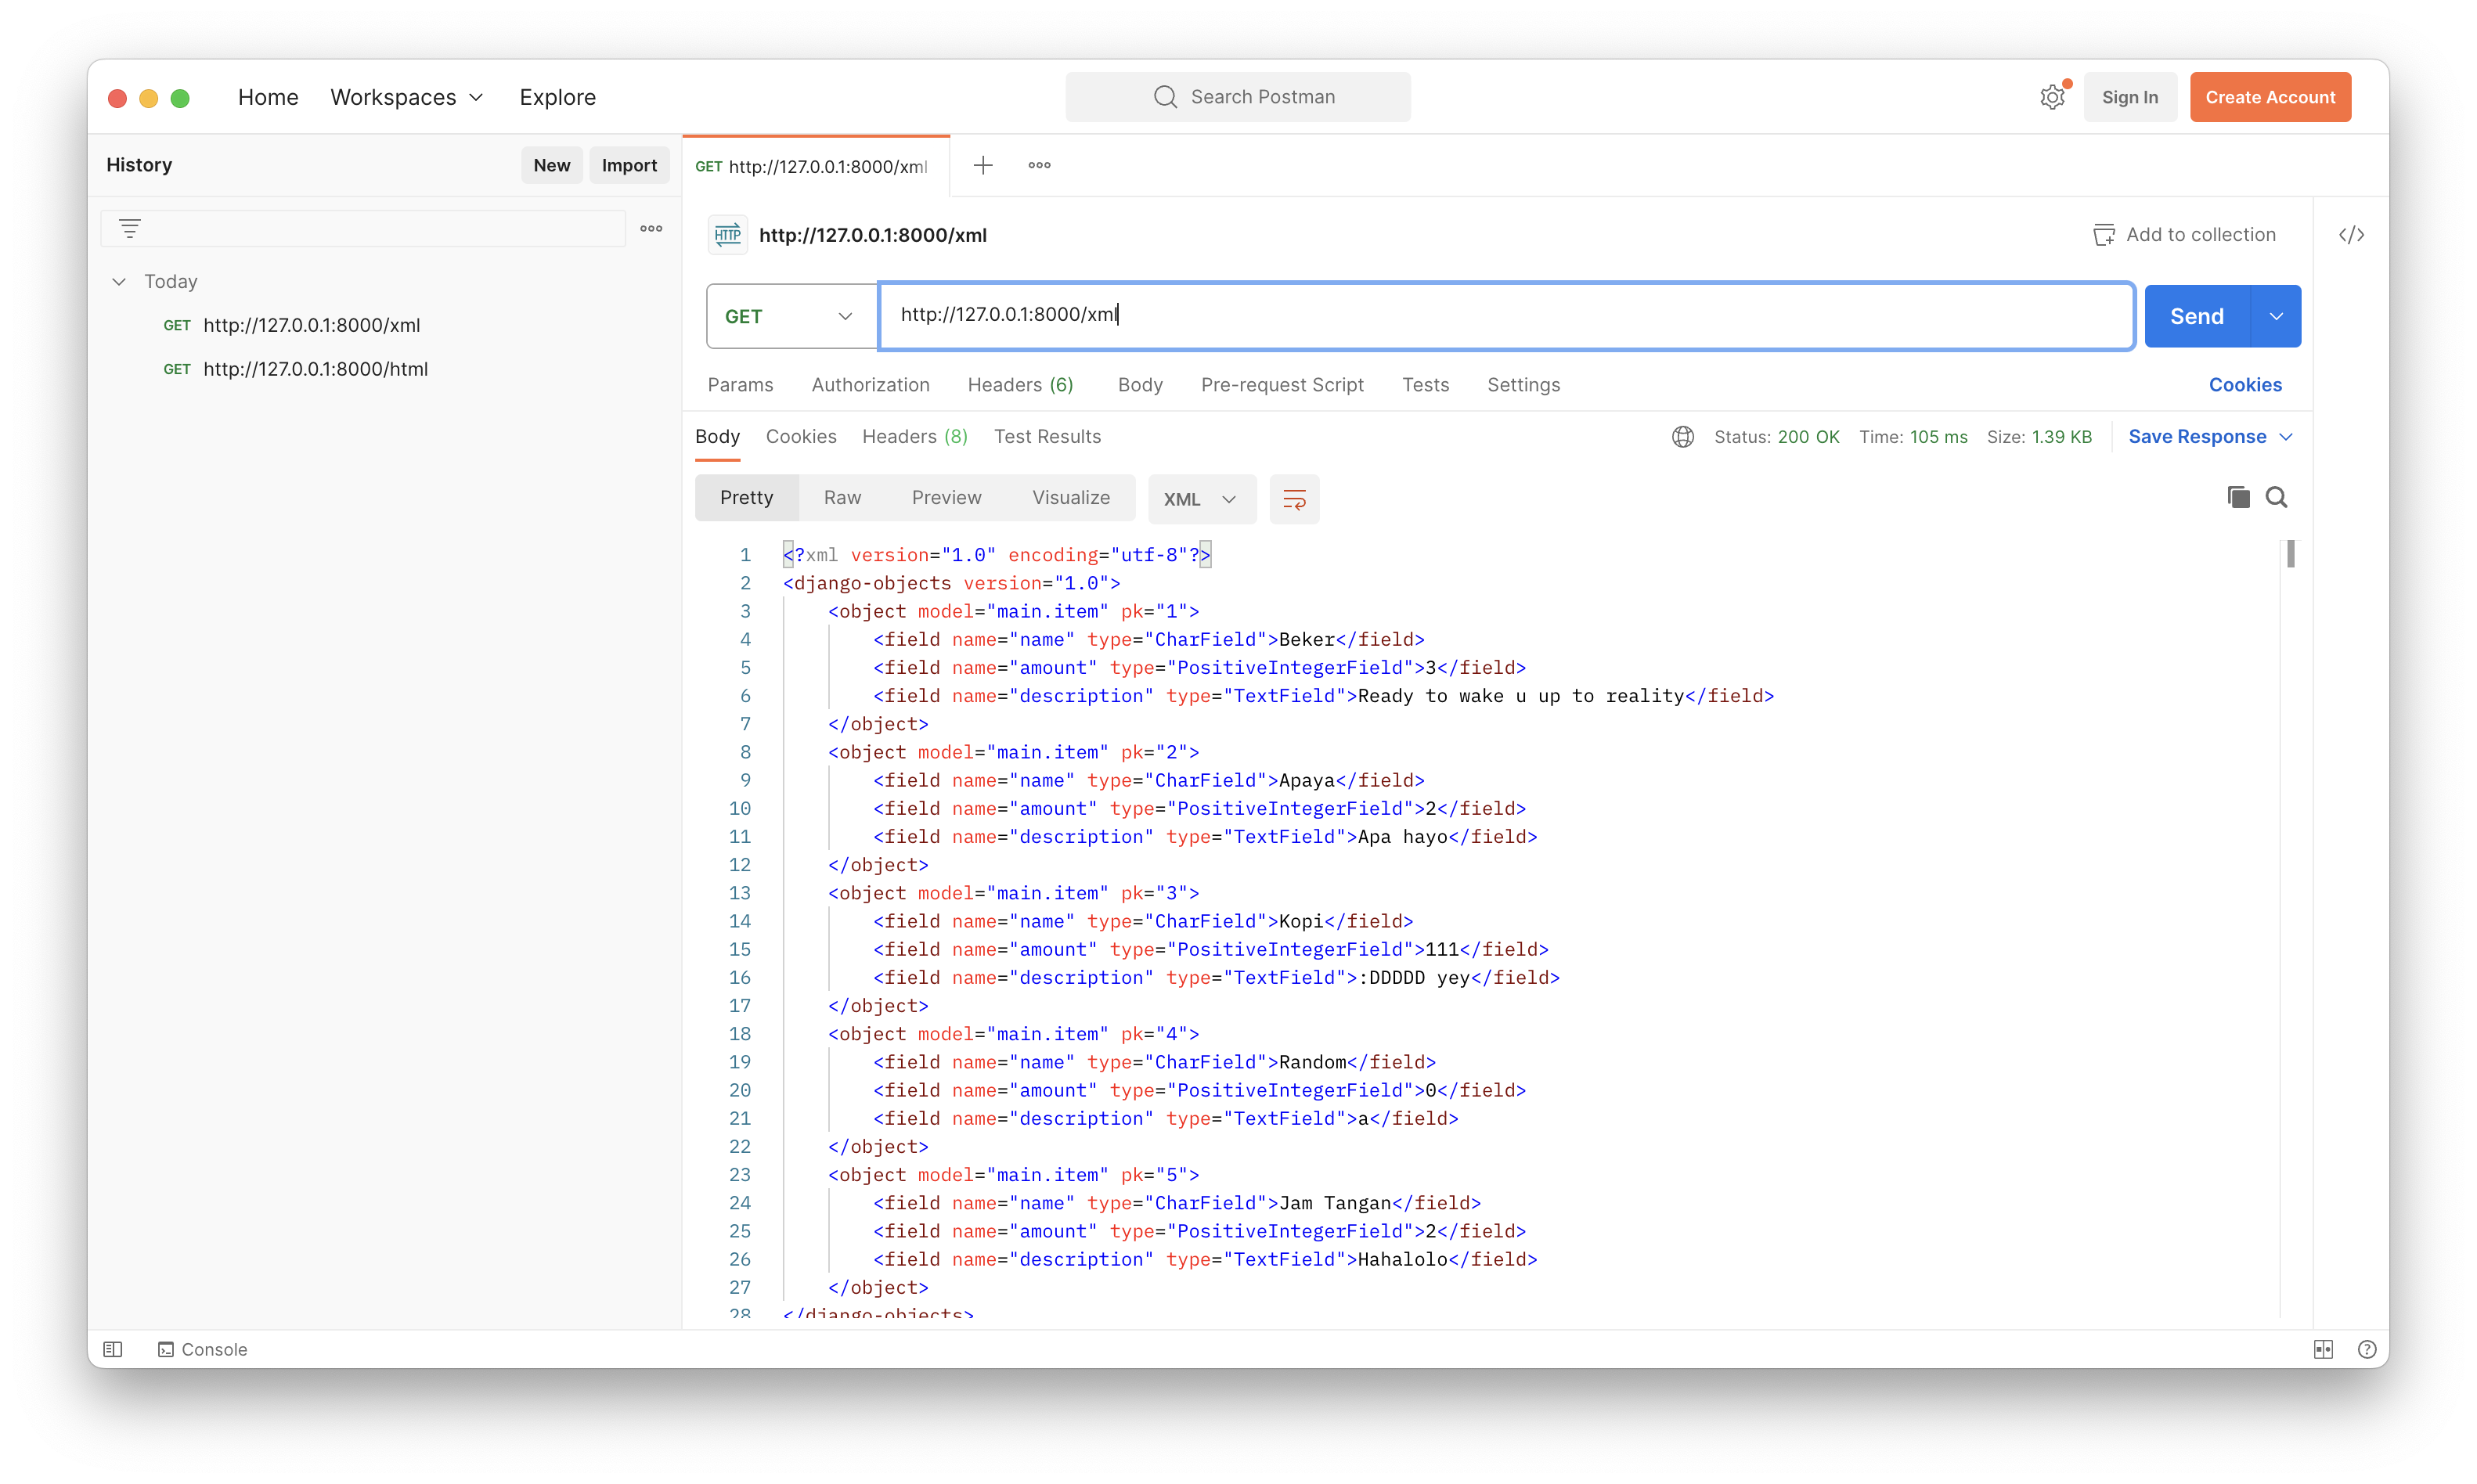 Home Workspaces Explore Search Postman Sign In Create Account
History New Import GET http://127.0.0.1:8000/xml
HTTP http://127.0.0.1:8000/xml Add to collection
Today
GET http://127.0.0.1:8000/xml
GET http://127.0.0.1:8000/html
GET http://127.0.0.1:8000/xml Send
Params Authorization Headers (6) Body Pre-request Script Tests Settings Cookies
Body Cookies Headers (8) Test Results Status: 200 OK Time: 105 ms Size: 1.39 KB Save Response
Pretty Raw Preview Visualize XML
1 <?xml version="1.0" encoding="utf-8"?>
2 <django-objects version="1.0">
3 <object model="main.item" pk="1">
4 <field name="name" type="CharField">Beker</field>
5 <field name="amount" type="PositiveIntegerField">3</field>
6 <field name="description" type="TextField">Ready to wake u up to reality</field>
7 </object>
8 <object model="main.item" pk="2">
9 <field name="name" type="CharField">Apaya</field>
10 <field name="amount" type="PositiveIntegerField">2</field>
11 <field name="description" type="TextField">Apa hayo</field>
12 </object>
13 <object model="main.item" pk="3">
14 <field name="name" type="CharField">Kopi</field>
15 <field name="amount" type="PositiveIntegerField">111</field>
16 <field name="description" type="TextField">:DDDDD yey</field>
17 </object>
18 <object model="main.item" pk="4">
19 <field name="name" type="CharField">Random</field>
20 <field name="amount" type="PositiveIntegerField">0</field>
21 <field name="description" type="TextField">a</field>
22 </object>
23 <object model="main.item" pk="5">
24 <field name="name" type="CharField">Jam Tangan</field>
25 <field name="amount" type="PositiveIntegerField">2</field>
26 <field name="description" type="TextField">Hahalolo</field>
27 </object>
28 </django-objects>
Console